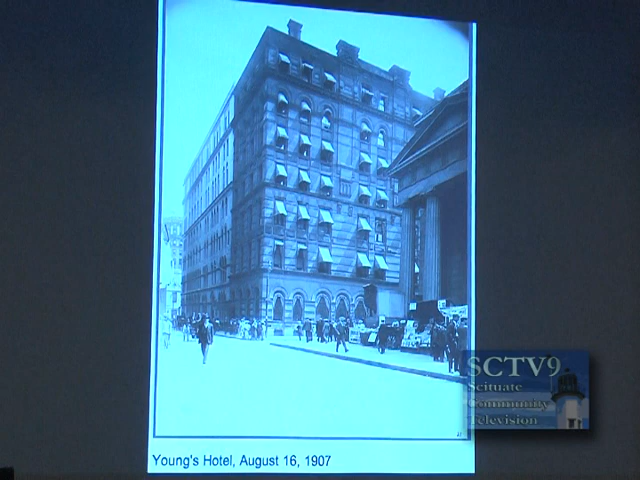 SCTV9
Scituate
Community
Television
Young's Hotel, August 16, 1907